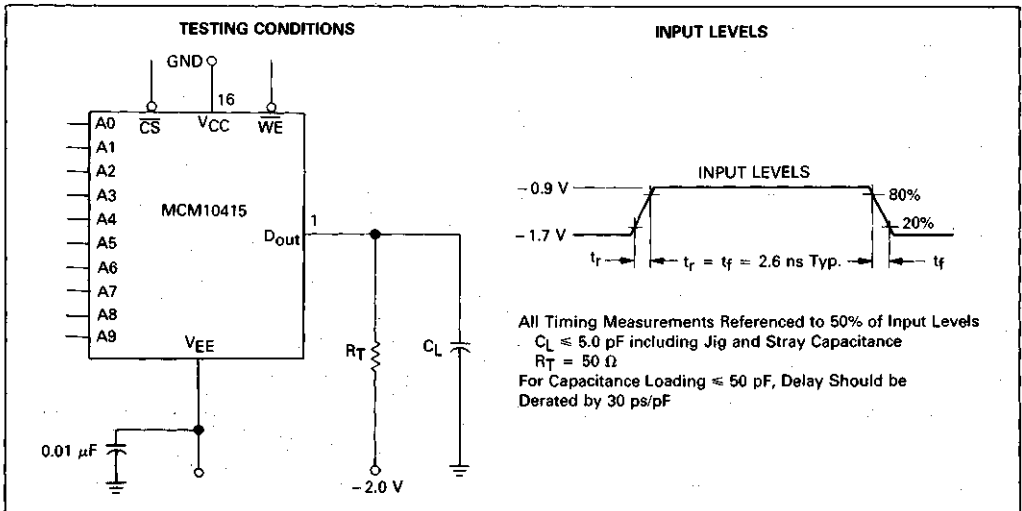 TESTING CONDITIONS
GND
16
C̅S̅
VCC
W̅E̅
A0
A1
A2
A3
A4
A5
A6
A7
A8
A9
MCM10415
1
Dout
VEE
RT
CL
0.01 µF
−2.0 V
INPUT LEVELS
INPUT LEVELS
−0.9 V
80%
20%
−1.7 V
tr
tr = tf = 2.6 ns Typ.
tf
All Timing Measurements Referenced to 50% of Input Levels
CL ≤ 5.0 pF including Jig and Stray Capacitance
RT = 50 Ω
For Capacitance Loading ≤ 50 pF, Delay Should be
Derated by 30 ps/pF